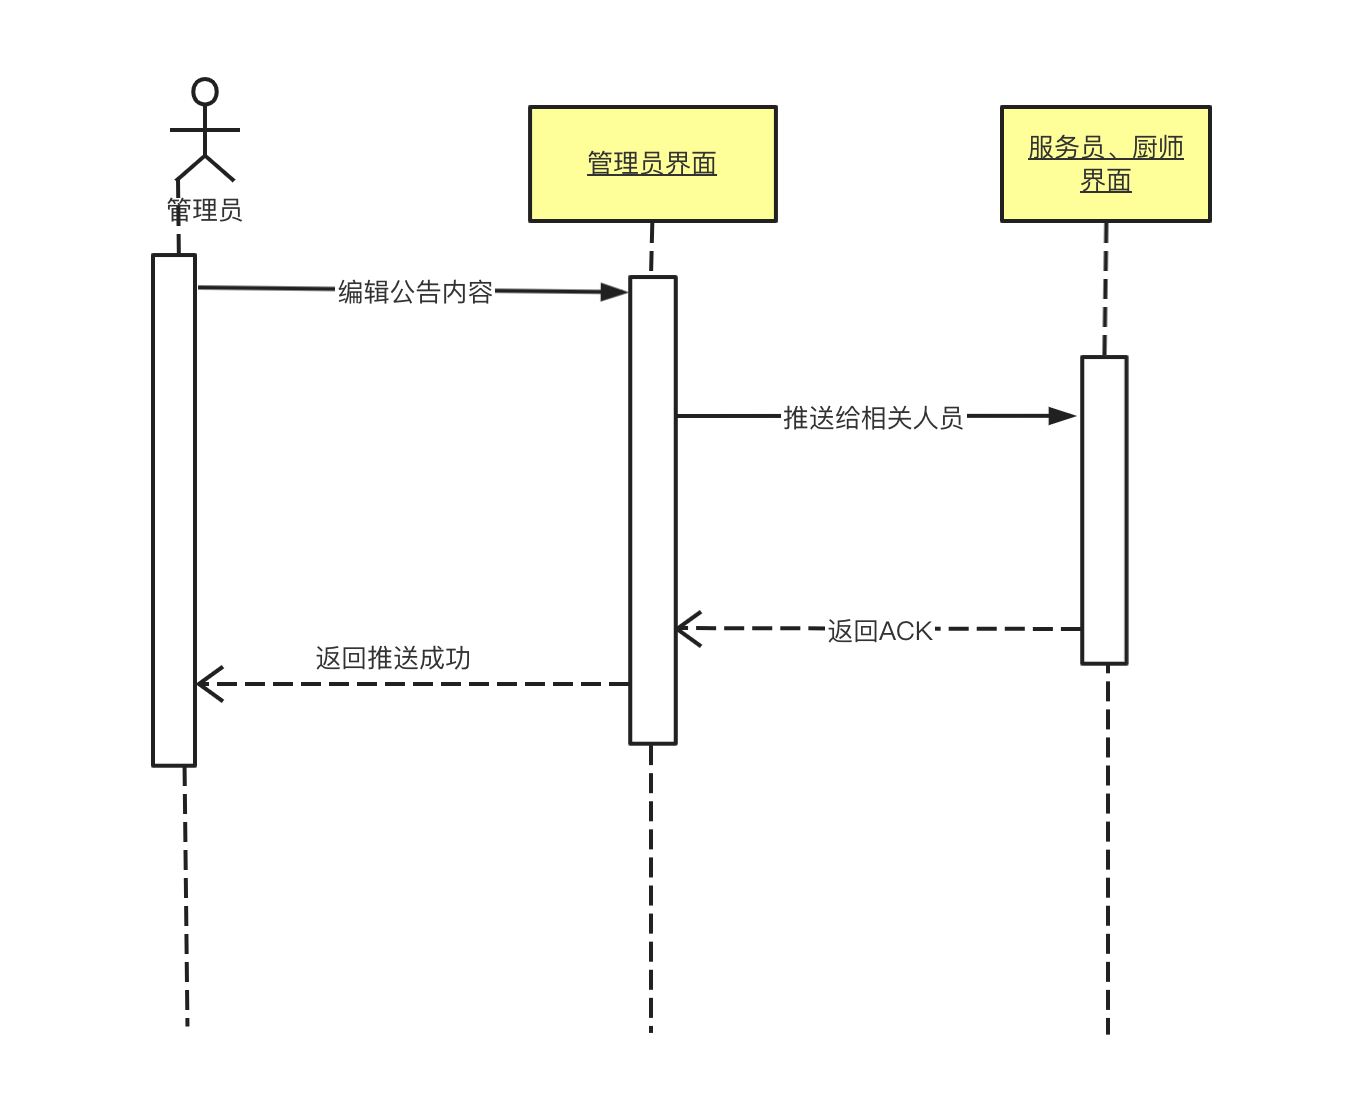 管理员
管理员界面
服务员、厨师
界面
编辑公告内容
推送给相关人员
返回ACK
返回推送成功